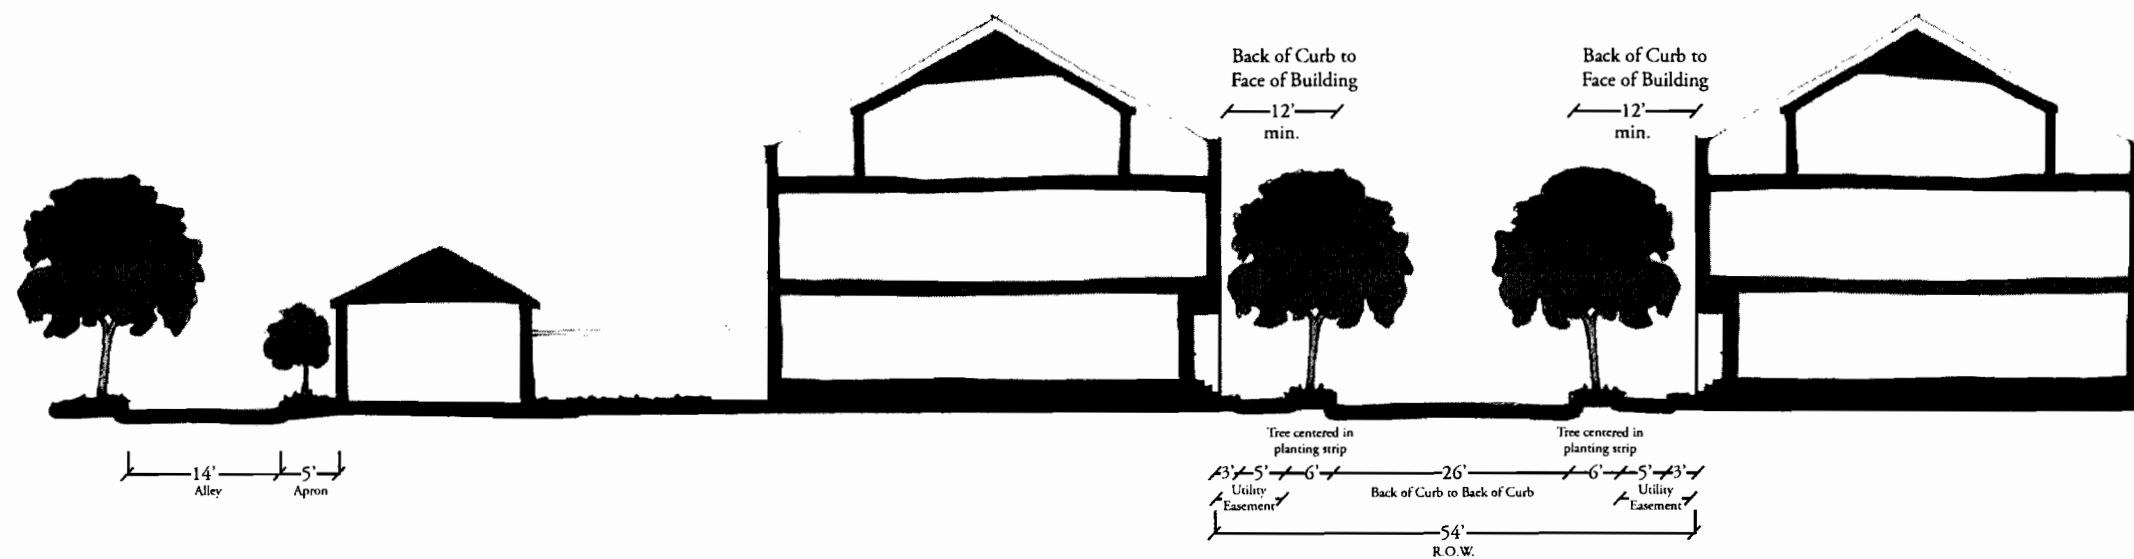 Back of Curb to
Face of Building
12'
min.
Back of Curb to
Face of Building
12'
min.
Tree centered in
planting strip
Tree centered in
planting strip
14'
Alley
5'
Apron
3' 5' 6' 26' 6' 5' 3'
Utility
Easement
Back of Curb to Back of Curb
Utility
Easement
54'
R.O.W.